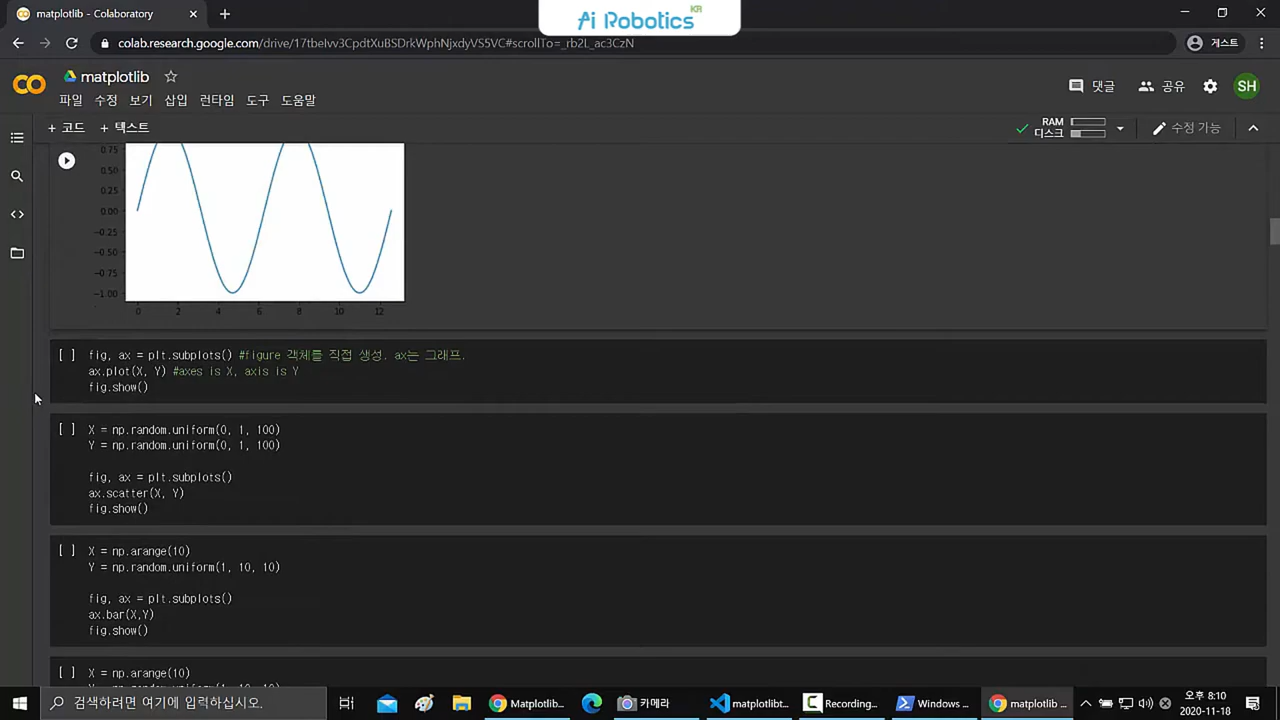 matplotlib - Colaboratory
Ai Robotics KR
colab.research.google.com/drive/17tbeIvv3CpdtXuBSDrkWphNjxdyVS5VC#scrollTo=_rb2L_ac3CzN
게스트
matplotlib
댓글
공유
SH
파일 수정 보기 삽입 런타임 도구 도움말
+ 코드 + 텍스트
RAM
디스크
수정 가능
0.75
0.50
0.25
0.00
−0.25
−0.50
−0.75
−1.00
0 2 4 6 8 10 12
[ ] fig, ax = plt.subplots() #figure 객체를 직접 생성. ax는 그래프.
ax.plot(X, Y) #axes is X, axis is Y
fig.show()
[ ] X = np.random.uniform(0, 1, 100)
Y = np.random.uniform(0, 1, 100)
fig, ax = plt.subplots()
ax.scatter(X, Y)
fig.show()
[ ] X = np.arange(10)
Y = np.random.uniform(1, 10, 10)
fig, ax = plt.subplots()
ax.bar(X,Y)
fig.show()
[ ] X = np.arange(10)
검색하려면 여기에 입력하십시오.
Matplotlib...
카메라
matplotlibt...
Recording...
Windows ...
matplotlib ...
오후 8:10
2020-11-18